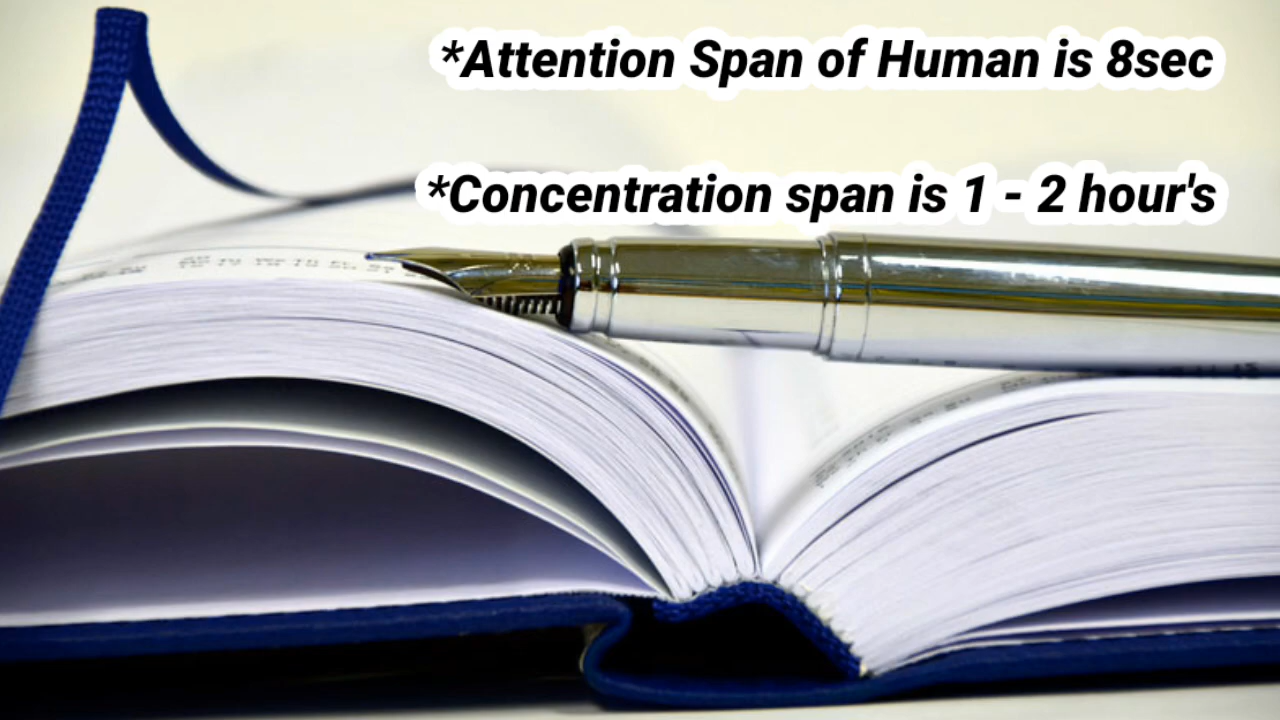 *Attention Span of Human is 8sec
*Concentration span is 1 - 2 hour's